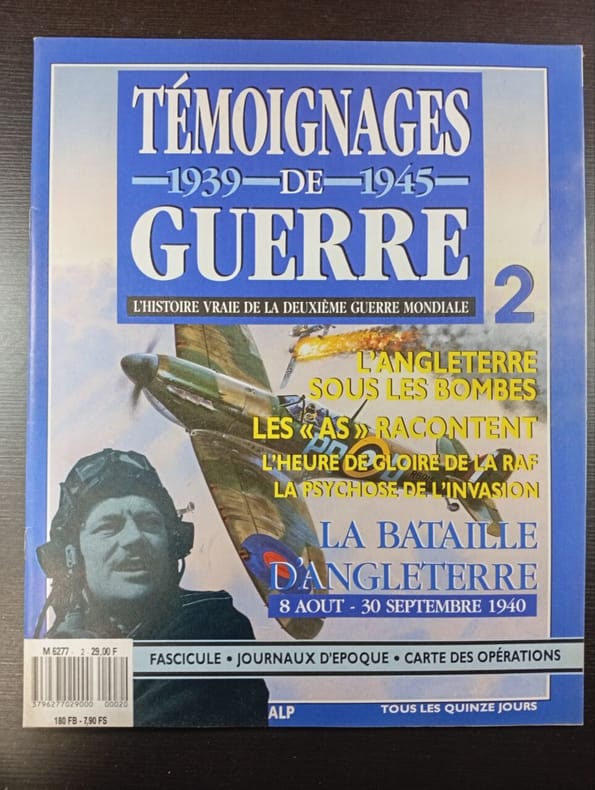 TÉMOIGNAGES
1939 DE 1945
GUERRE
L'HISTOIRE VRAIE DE LA DEUXIÈME GUERRE MONDIALE
2
L'ANGLETERRE
SOUS LES BOMBES
LES « AS » RACONTENT
L'HEURE DE GLOIRE DE LA RAF
LA PSYCHOSE DE L'INVASION
LA BATAILLE
D'ANGLETERRE
8 AOUT - 30 SEPTEMBRE 1940
M 6277 - 2 - 29,00 F
FASCICULE • JOURNAUX D'EPOQUE • CARTE DES OPÉRATIONS
3796277029000 00020
180 FB - 7,90 FS
ALP
TOUS LES QUINZE JOURS